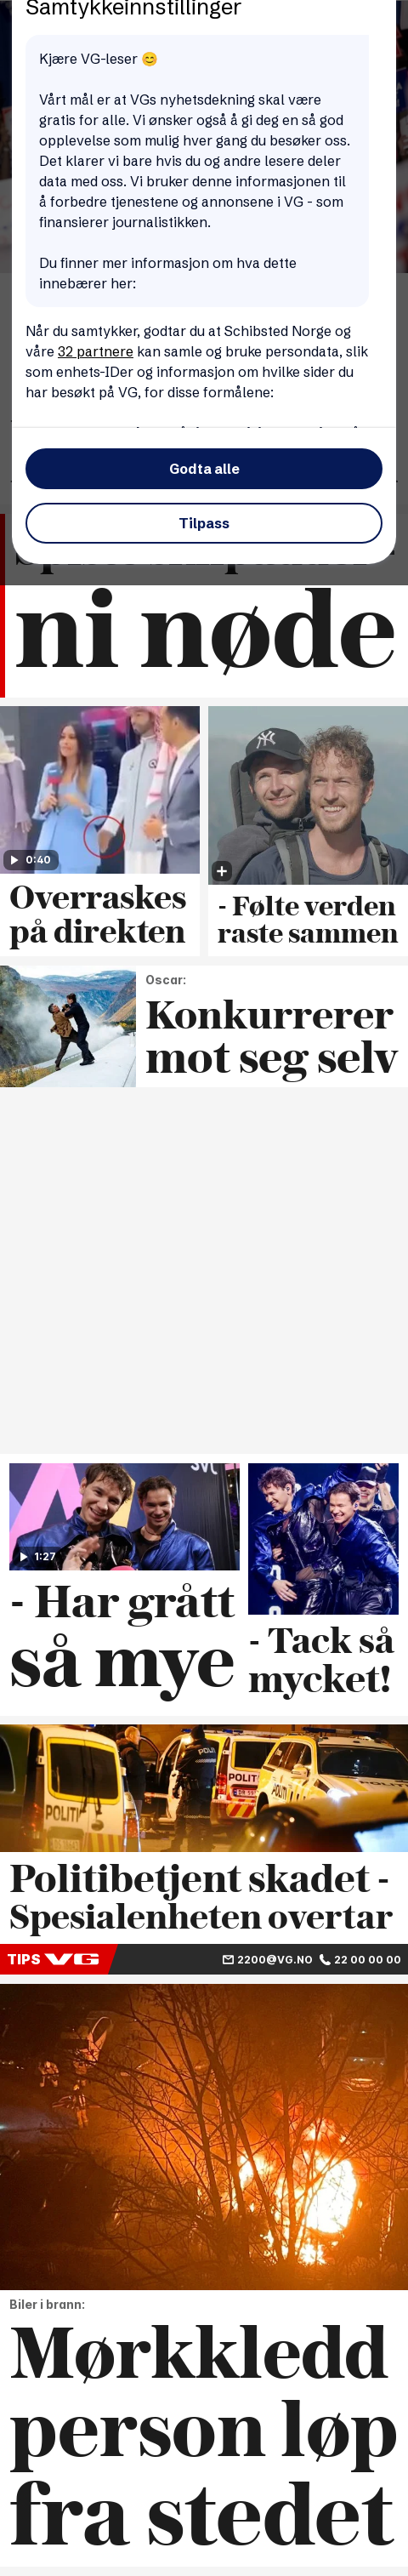 Samtykkeinnstillinger
Kjære VG-leser 😊
Vårt mål er at VGs nyhetsdekning skal være
gratis for alle. Vi ønsker også å gi deg en så god
opplevelse som mulig hver gang du besøker oss.
Det klarer vi bare hvis du og andre lesere deler
data med oss. Vi bruker denne informasjonen til
å forbedre tjenestene og annonsene i VG - som
finansierer journalistikken.
Du finner mer informasjon om hva dette
innebærer her:
Når du samtykker, godtar du at Schibsted Norge og
våre 32 partnere kan samle og bruke persondata, slik
som enhets-IDer og informasjon om hvilke sider du
har besøkt på VG, for disse formålene:
Godta alle
Tilpass
ni nøde
0:40
Overraskes
på direkten
- Følte verden
raste sammen
Oscar:
Konkurrerer
mot seg selv
1:27
- Har grått
så mye
- Tack så
mycket!
POLITI
POLITI
Politibetjent skadet -
Spesialenheten overtar
TIPS VG 2200@VG.NO 22 00 00 00
Biler i brann:
Mørkkledd
person løp
fra stedet